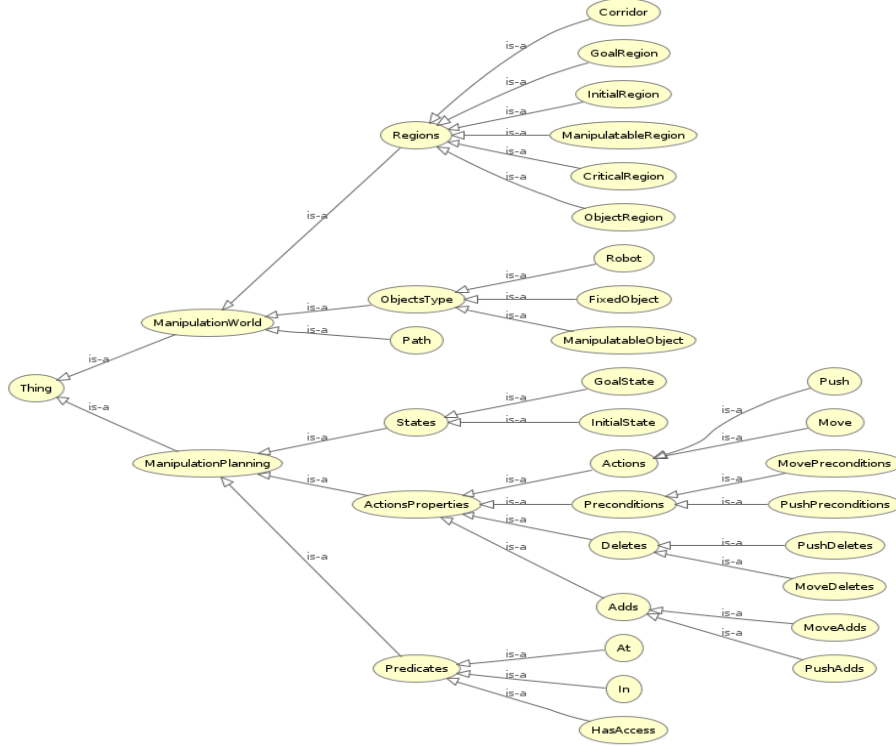 Corridor
is-a
GoalRegion
is-a
InitialRegion
is-a
Regions
is-a
ManipulatableRegion
is-a
CriticalRegion
is-a
ObjectRegion
is-a
Robot
is-a
ObjectsType
is-a
FixedObject
is-a
ManipulationWorld
is-a
Path
is-a
ManipulatableObject
is-a
Thing
is-a
GoalState
is-a
Push
is-a
States
is-a
InitialState
is-a
Move
is-a
ManipulationPlanning
is-a
Actions
MovePreconditions
is-a
ActionsProperties
is-a
Preconditions
is-a
PushPreconditions
is-a
Deletes
is-a
PushDeletes
is-a
MoveDeletes
is-a
Adds
is-a
MoveAdds
is-a
PushAdds
At
is-a
Predicates
is-a
In
is-a
HasAccess